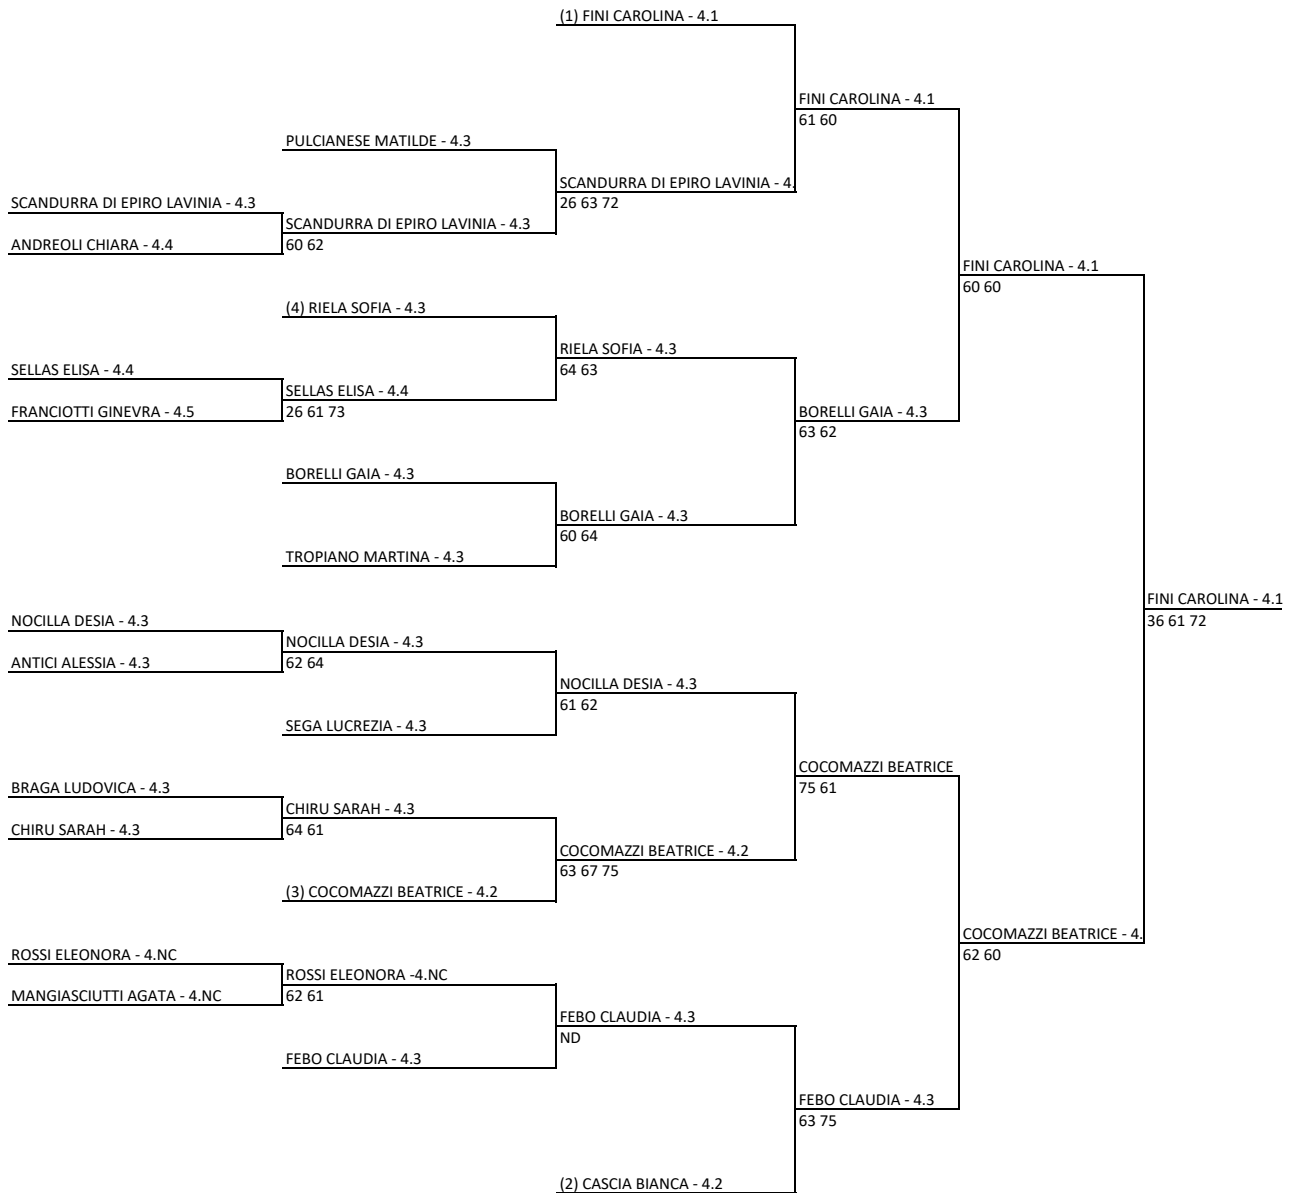 (1) FINI CAROLINA - 4.1
FINI CAROLINA - 4.1
61 60
PULCIANESE MATILDE - 4.3
SCANDURRA DI EPIRO LAVINIA - 4.
26 63 72
SCANDURRA DI EPIRO LAVINIA - 4.3
SCANDURRA DI EPIRO LAVINIA - 4.3
60 62
ANDREOLI CHIARA - 4.4
FINI CAROLINA - 4.1
60 60
(4) RIELA SOFIA - 4.3
RIELA SOFIA - 4.3
64 63
SELLAS ELISA - 4.4
SELLAS ELISA - 4.4
26 61 73
FRANCIOTTI GINEVRA - 4.5
BORELLI GAIA - 4.3
63 62
BORELLI GAIA - 4.3
BORELLI GAIA - 4.3
60 64
TROPIANO MARTINA - 4.3
FINI CAROLINA - 4.1
36 61 72
NOCILLA DESIA - 4.3
NOCILLA DESIA - 4.3
62 64
ANTICI ALESSIA - 4.3
NOCILLA DESIA - 4.3
61 62
SEGA LUCREZIA - 4.3
COCOMAZZI BEATRICE
75 61
BRAGA LUDOVICA - 4.3
CHIRU SARAH - 4.3
64 61
CHIRU SARAH - 4.3
COCOMAZZI BEATRICE - 4.2
63 67 75
(3) COCOMAZZI BEATRICE - 4.2
COCOMAZZI BEATRICE - 4.
62 60
ROSSI ELEONORA - 4.NC
ROSSI ELEONORA -4.NC
62 61
MANGIASCIUTTI AGATA - 4.NC
FEBO CLAUDIA - 4.3
ND
FEBO CLAUDIA - 4.3
FEBO CLAUDIA - 4.3
63 75
(2) CASCIA BIANCA - 4.2